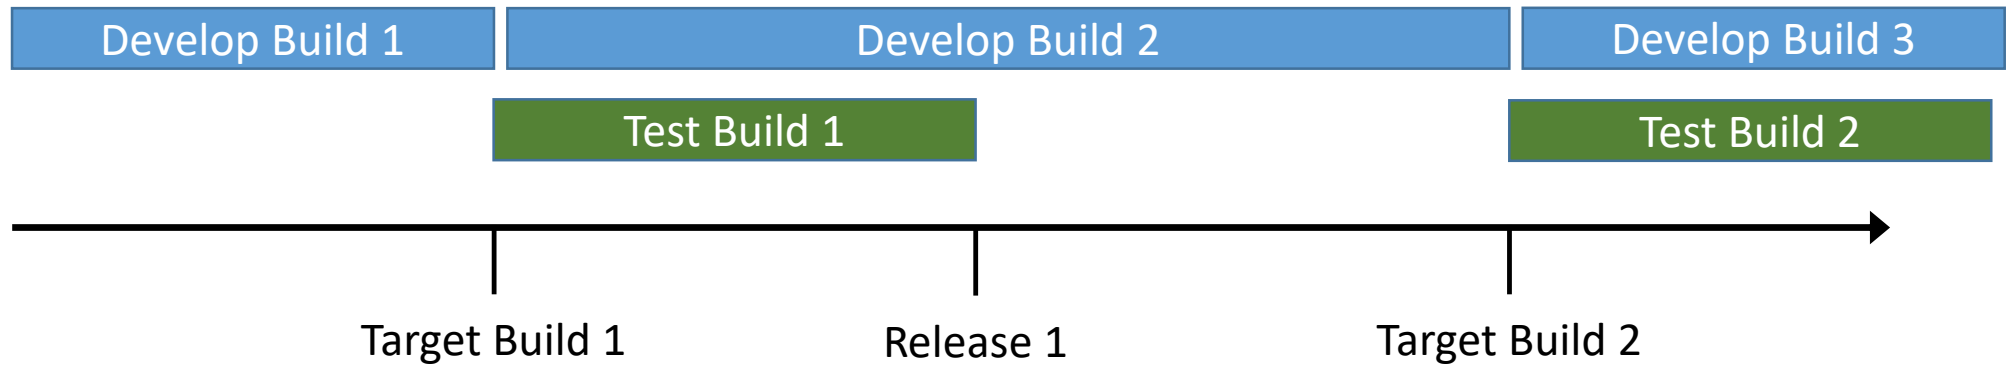 Develop Build 1
Develop Build 2
Develop Build 3
Test Build 1
Test Build 2
Target Build 1
Release 1
Target Build 2